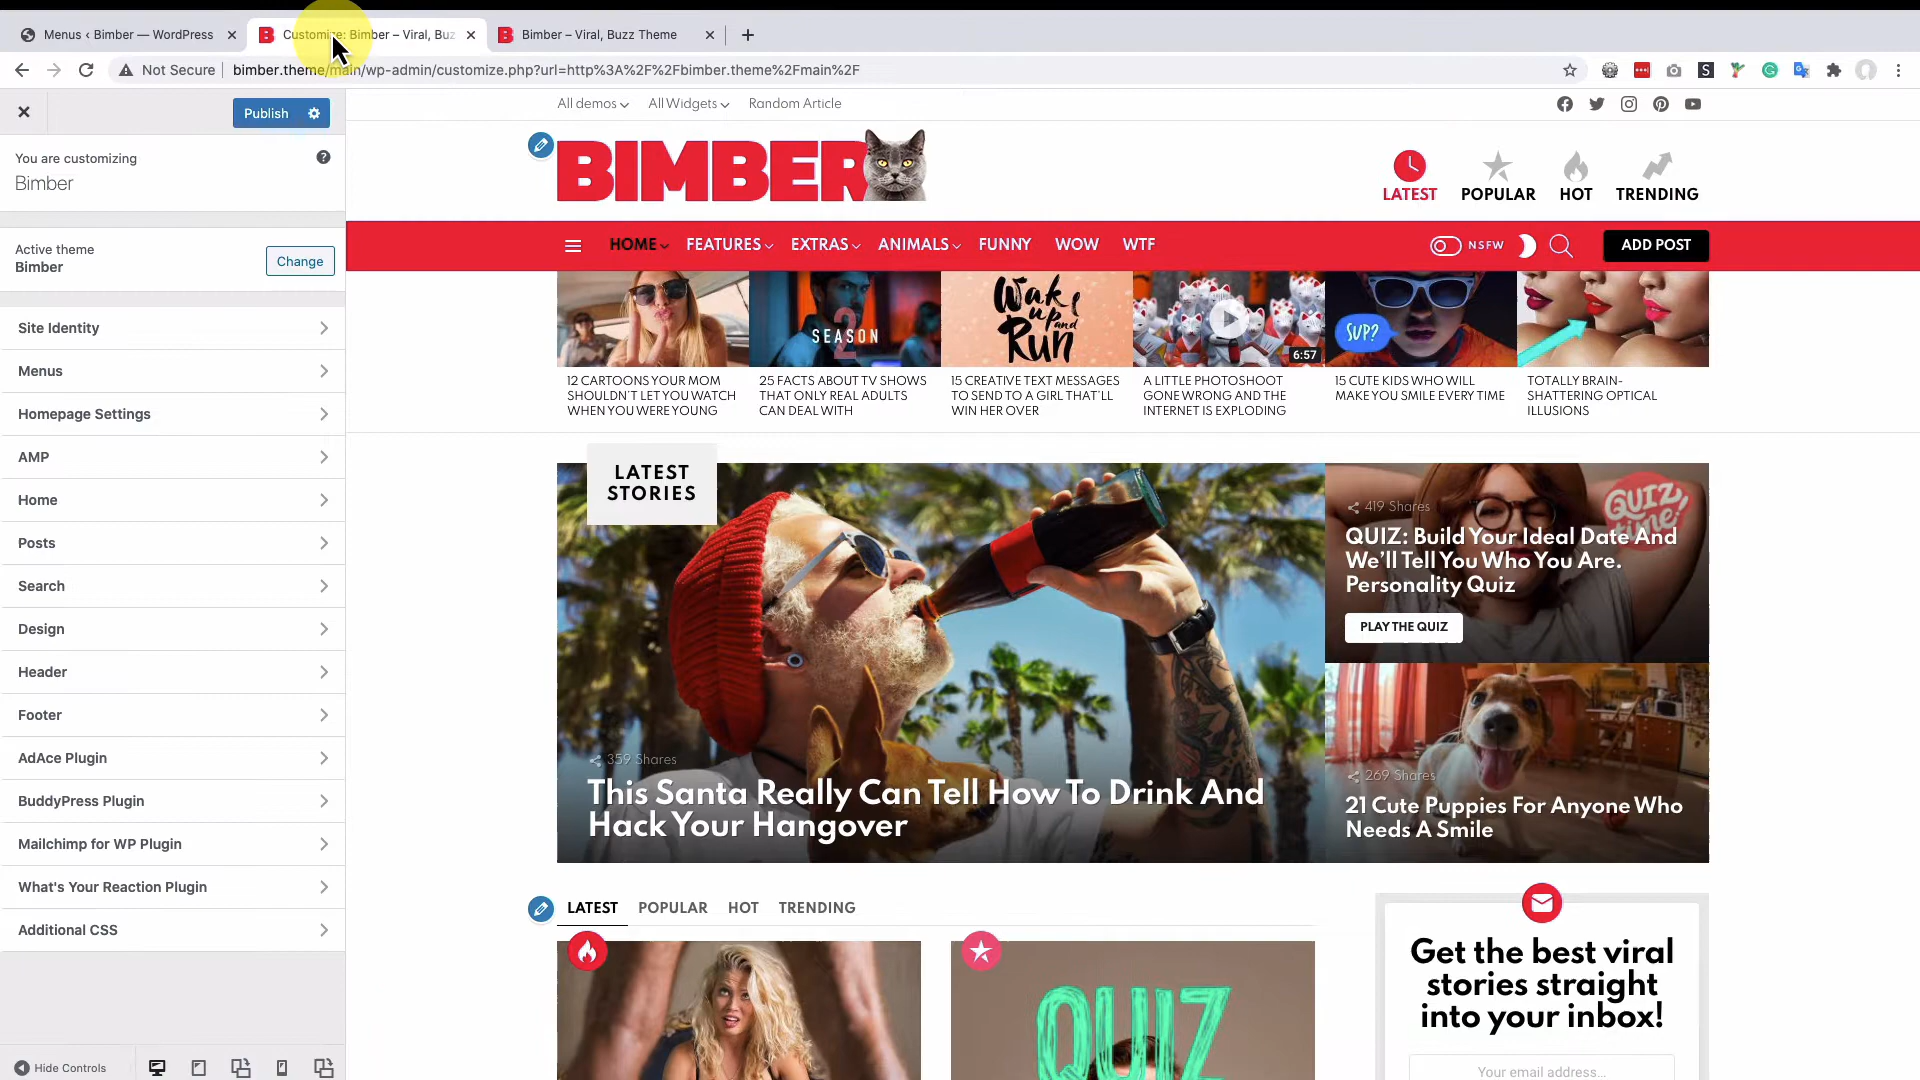 Menus ‹ Bimber — WordPress
Customize: Bimber – Viral, Buz
Bimber – Viral, Buzz Theme
Not Secure
bimber.theme/main/wp-admin/customize.php?url=http%3A%2F%2Fbimber.theme%2Fmain%2F
Publish
You are customizing
Bimber
Active theme
Bimber
Change
Site Identity
Menus
Homepage Settings
AMP
Home
Posts
Search
Design
Header
Footer
AdAce Plugin
BuddyPress Plugin
Mailchimp for WP Plugin
What's Your Reaction Plugin
Additional CSS
Hide Controls
All demos
All Widgets
Random Article
BIMBER
LATEST
POPULAR
HOT
TRENDING
HOME
FEATURES
EXTRAS
ANIMALS
FUNNY
WOW
WTF
NSFW
ADD POST
SEASON
2
Wake
up and
Run
6:57
SUP?
12 CARTOONS YOUR MOM
SHOULDN'T LET YOU WATCH
WHEN YOU WERE YOUNG
25 FACTS ABOUT TV SHOWS
THAT ONLY REAL ADULTS
CAN DEAL WITH
15 CREATIVE TEXT MESSAGES
TO SEND TO A GIRL THAT'LL
WIN HER OVER
A LITTLE PHOTOSHOOT
GONE WRONG AND THE
INTERNET IS EXPLODING
15 CUTE KIDS WHO WILL
MAKE YOU SMILE EVERY TIME
TOTALLY BRAIN-
SHATTERING OPTICAL
ILLUSIONS
LATEST
STORIES
359 Shares
This Santa Really Can Tell How To Drink And
Hack Your Hangover
QUIZ
time!
419 Shares
QUIZ: Build Your Ideal Date And
We'll Tell You Who You Are.
Personality Quiz
PLAY THE QUIZ
269 Shares
21 Cute Puppies For Anyone Who
Needs A Smile
LATEST
POPULAR
HOT
TRENDING
QUIZ
Get the best viral
stories straight
into your inbox!
Your email address...